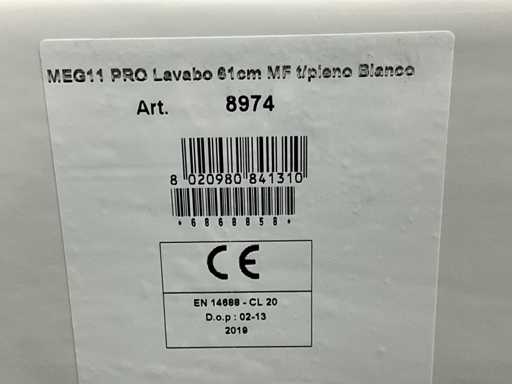 MEG11 PRO Lavabo 61cm MF t/pieno Bianco
Art. 8974
8 020980 841310
*6868858*
CE
EN 14688 - CL 20
D.o.p : 02-13
2019